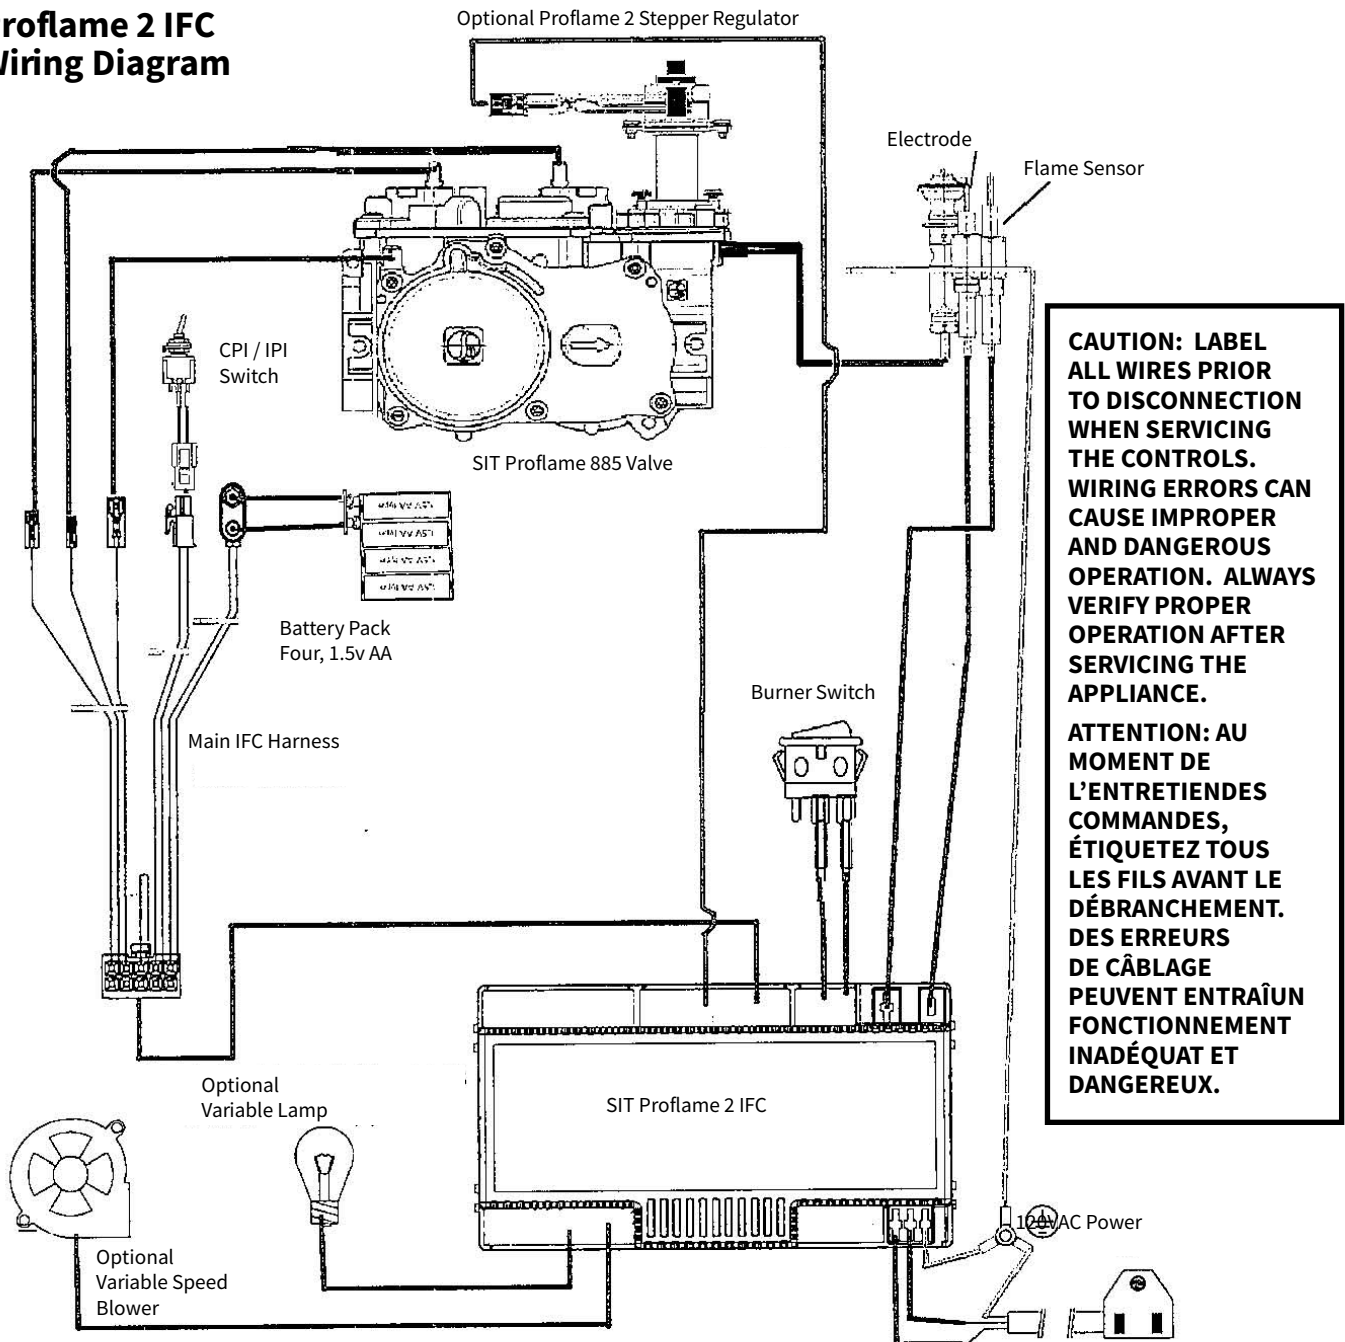 roflame 2 IFC
Wiring Diagram
Optional Proflame 2 Stepper Regulator
Electrode
Flame Sensor
CPI / IPI
Switch
SIT Proflame 885 Valve
Battery Pack
Four, 1.5v AA
Burner Switch
Main IFC Harness
CAUTION: LABEL
ALL WIRES PRIOR
TO DISCONNECTION
WHEN SERVICING
THE CONTROLS.
WIRING ERRORS CAN
CAUSE IMPROPER
AND DANGEROUS
OPERATION. ALWAYS
VERIFY PROPER
OPERATION AFTER
SERVICING THE
APPLIANCE.
ATTENTION: AU
MOMENT DE
L'ENTRETIENDES
COMMANDES,
ÉTIQUETEZ TOUS
LES FILS AVANT LE
DÉBRANCHEMENT.
DES ERREURS
DE CÂBLAGE
PEUVENT ENTRAÎUN
FONCTIONNEMENT
INADÉQUAT ET
DANGEREUX.
Optional
Variable Lamp
SIT Proflame 2 IFC
120VAC Power
Optional
Variable Speed
Blower